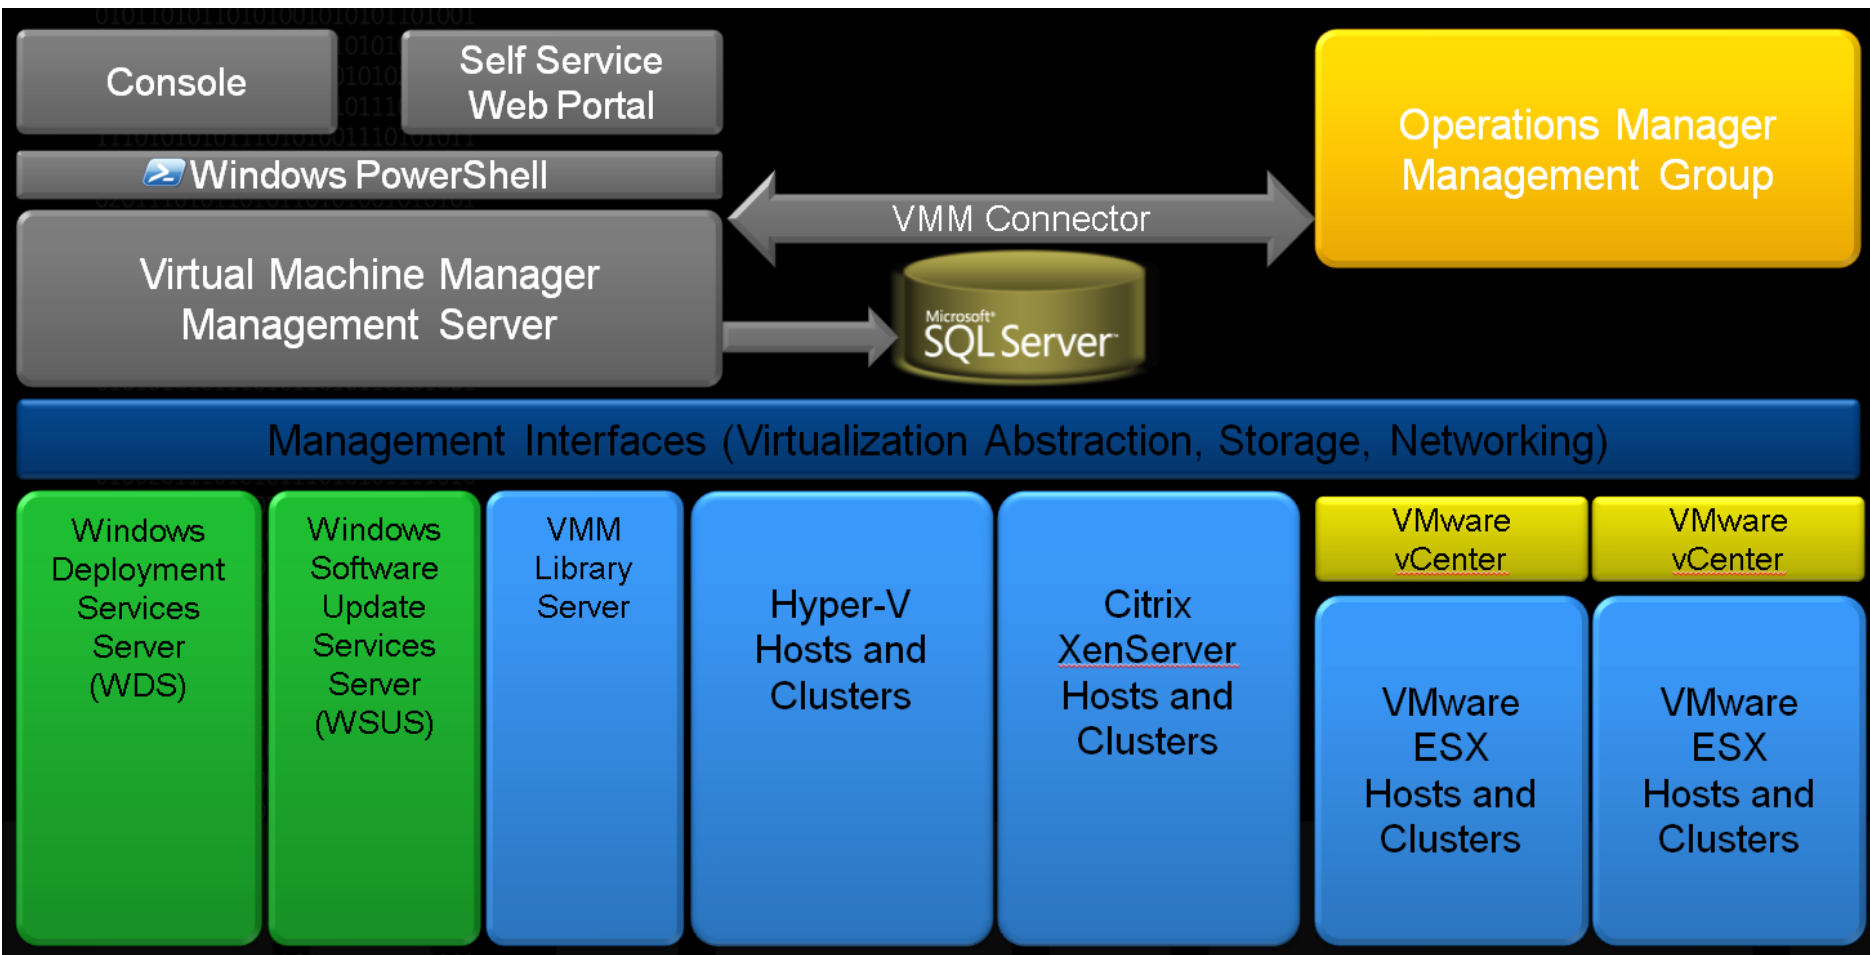 Console
Self Service
Web Portal
Windows PowerShell
Virtual Machine Manager
Management Server
VMM Connector
Microsoft®
SQL Server™
Operations Manager
Management Group
Management Interfaces (Virtualization Abstraction, Storage, Networking)
Windows
Deployment
Services
Server
(WDS)
Windows
Software
Update
Services
Server
(WSUS)
VMM
Library
Server
Hyper-V
Hosts and
Clusters
Citrix
XenServer
Hosts and
Clusters
VMware
vCenter
VMware
ESX
Hosts and
Clusters
VMware
vCenter
VMware
ESX
Hosts and
Clusters